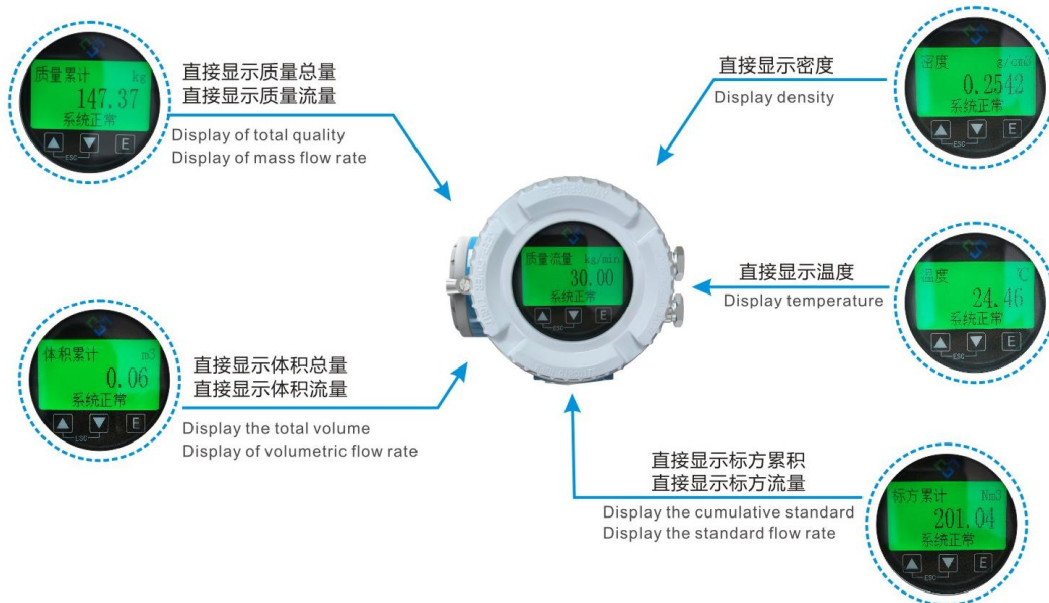 质量累计 kg
147.37
系统正常
E
ESC
直接显示质量总量
直接显示质量流量
Display of total quality
Display of mass flow rate
直接显示密度
Display density
密度 g/cm3
0.2542
系统正常
E
ESC
质量流量 kg/min
30.00
系统正常
E
ESC
直接显示温度
Display temperature
温度 ℃
24.46
系统正常
E
ESC
体积累计 m3
0.06
系统正常
E
ESC
直接显示体积总量
直接显示体积流量
Display the total volume
Display of volumetric flow rate
直接显示标方累积
直接显示标方流量
Display the cumulative standard
Display the standard flow rate
标方累计 Nm3
201.04
系统正常
E
ESC